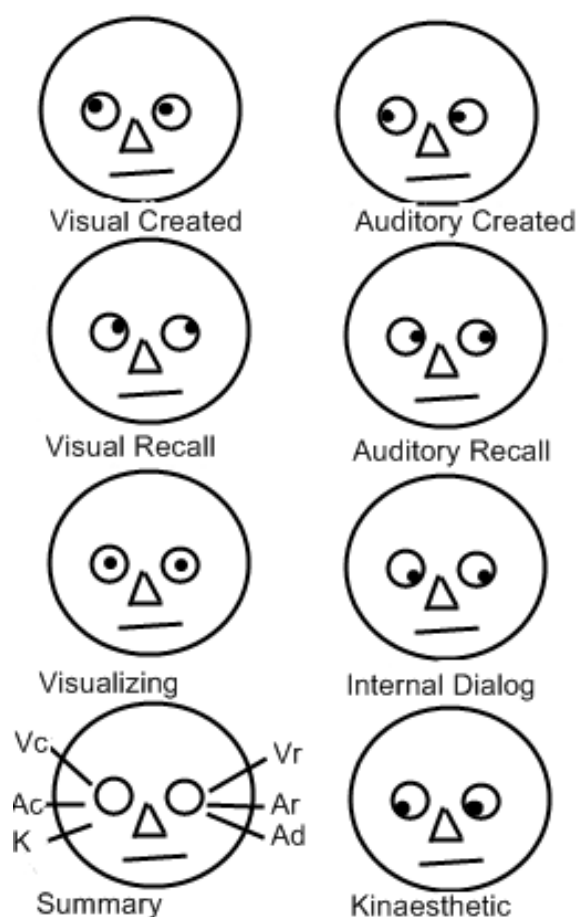 Visual Created
Auditory Created
Visual Recall
Auditory Recall
Visualizing
Internal Dialog
Vc
Vr
Ac
Ar
K
Ad
Summary
Kinaesthetic